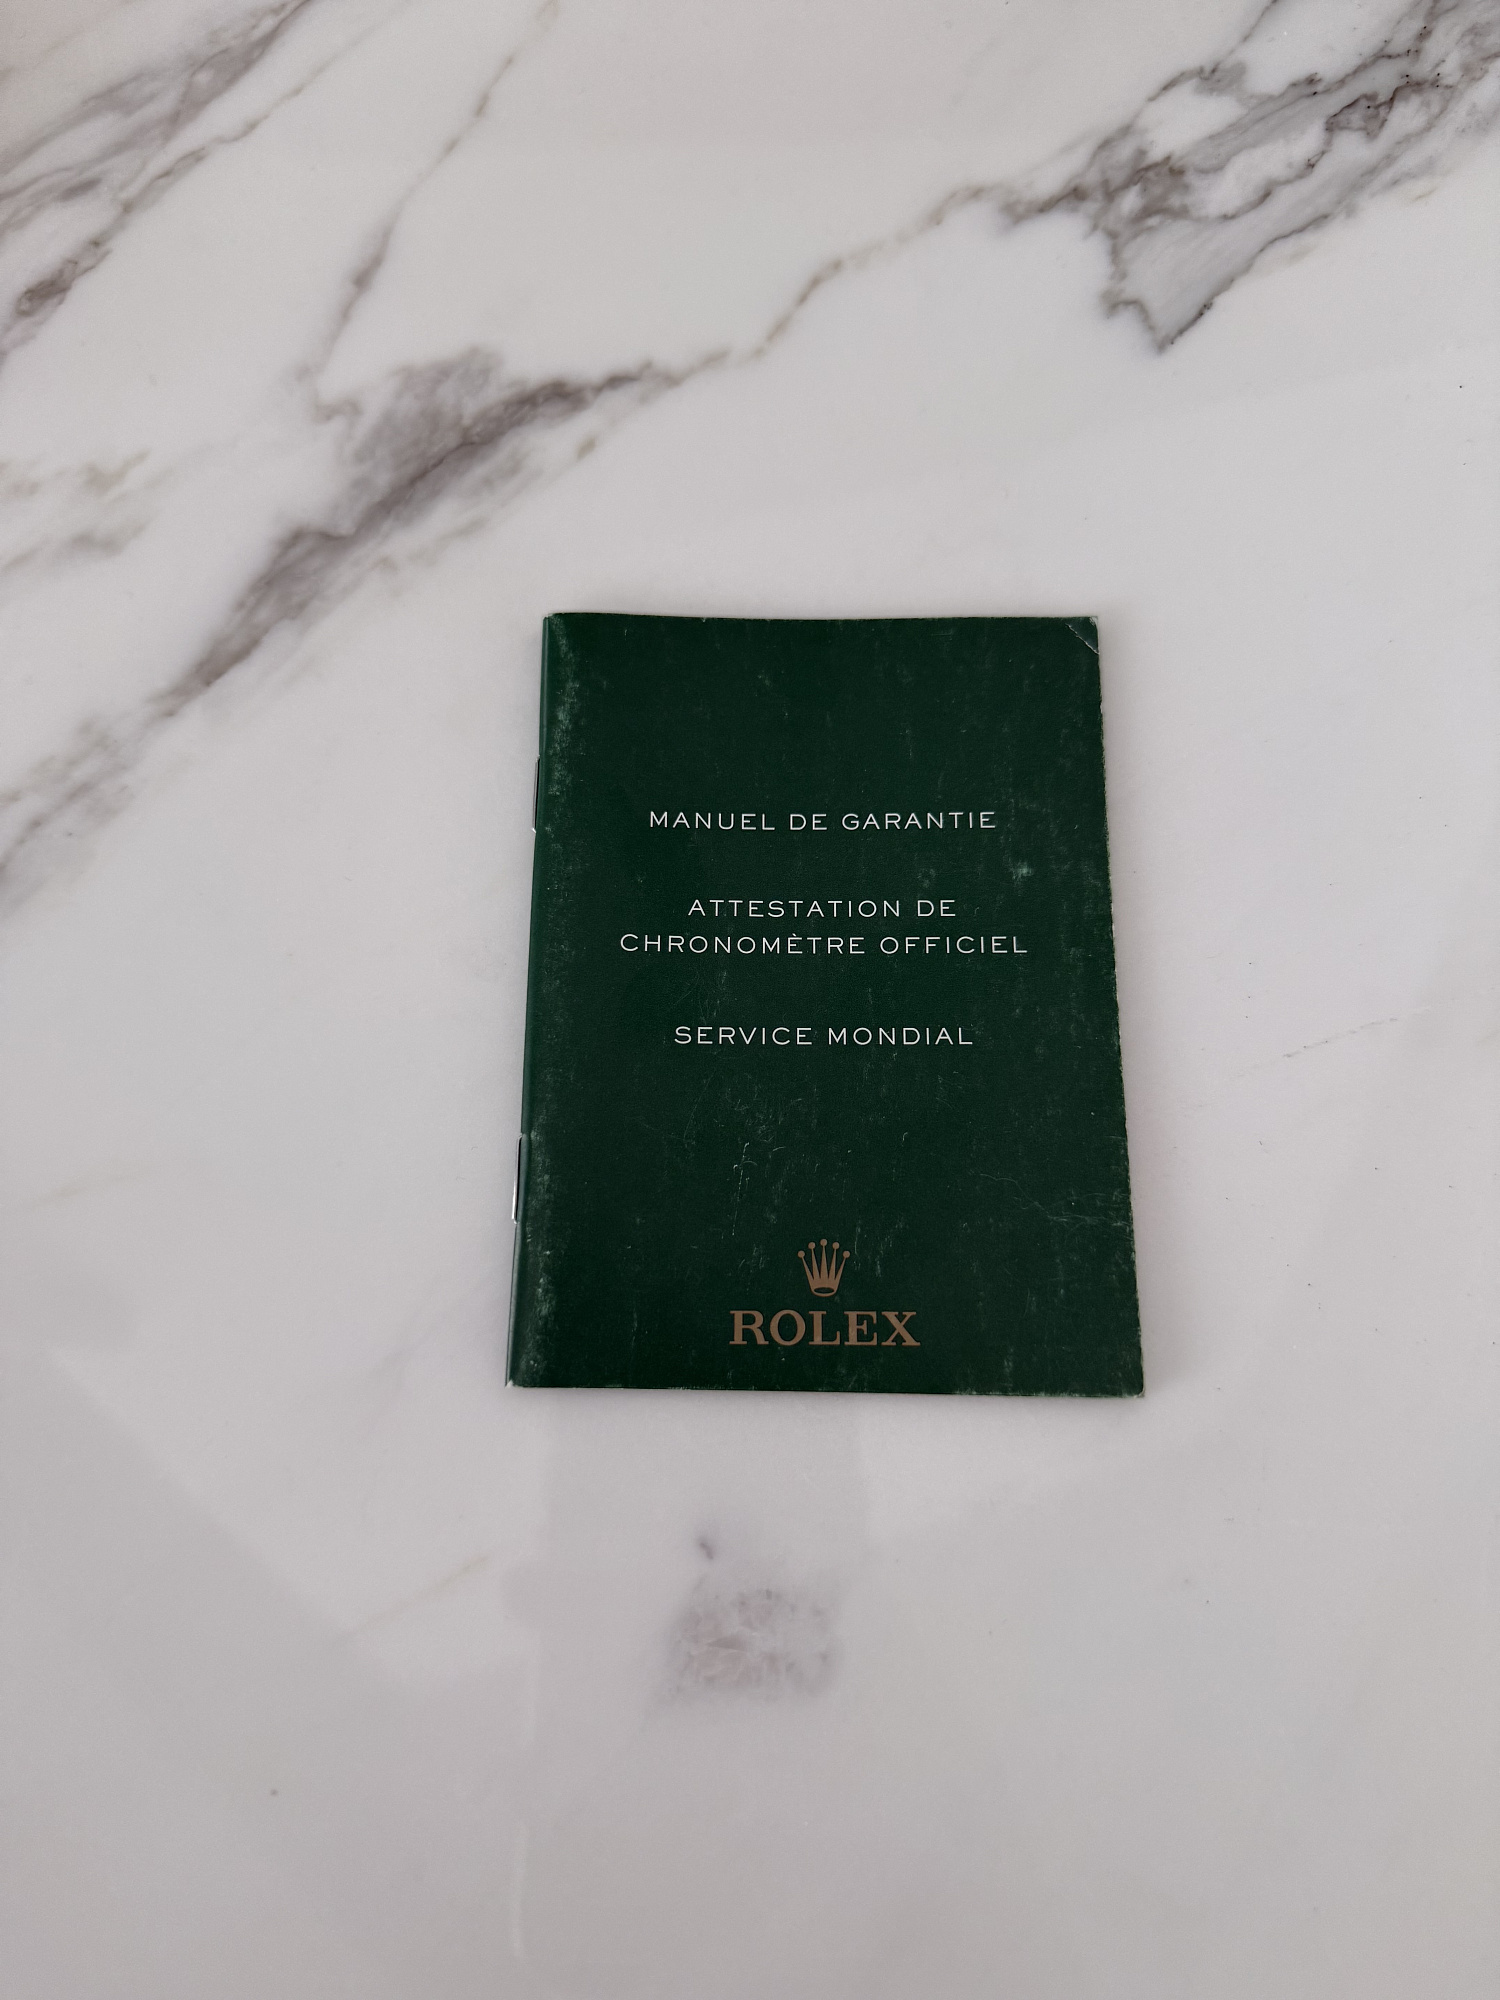 MANUEL DE GARANTIE
ATTESTATION DE
CHRONOMÈTRE OFFICIEL
SERVICE MONDIAL
ROLEX